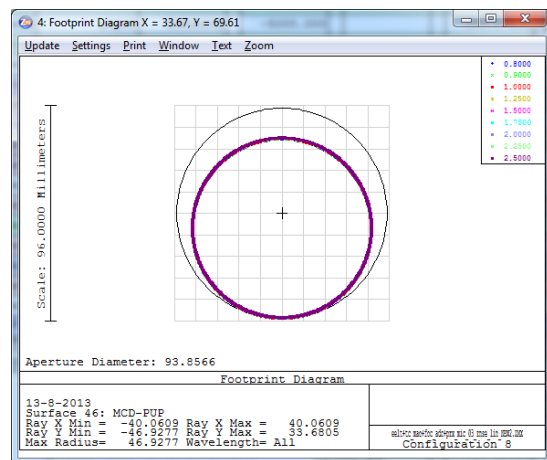 4: Footprint Diagram X = 33.67, Y = 69.61
Update Settings Print Window Text Zoom
0.8000
0.9000
1.0000
1.2500
1.5000
1.7500
2.0000
2.2500
2.5000
Scale: 96.0000 Millimeters
Aperture Diameter: 93.8566
Footprint Diagram
13-8-2013
Surface 46: MCD-PUP
Ray X Min = -40.0609 Ray X Max = 40.0609
Ray Y Min = -46.9277 Ray Y Max = 33.6805
Max Radius= 46.9277 Wavelength= All
Configuration 8